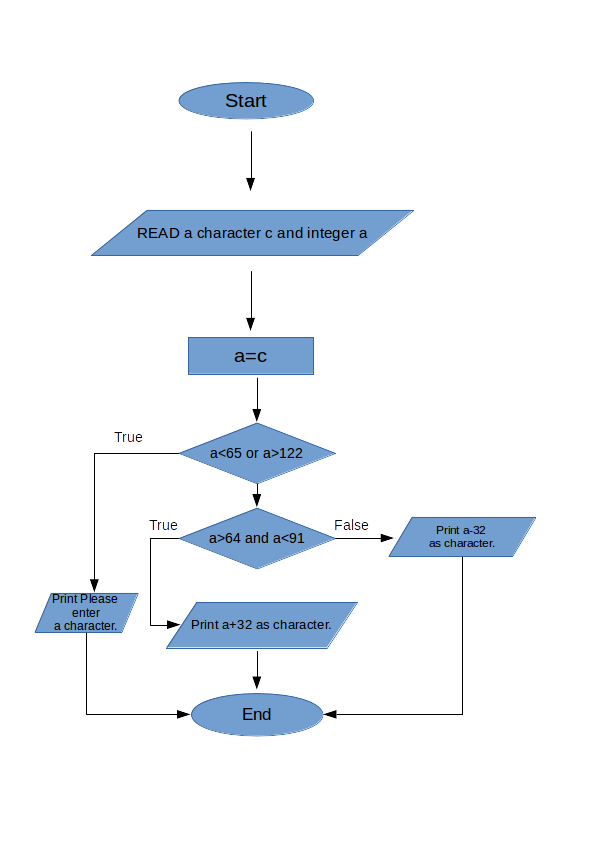 Start
READ a character c and integer a
a=c
True
a<65 or a>122
True
a>64 and a<91
False
Print a-32
as character.
Print Please
enter
a character.
Print a+32 as character.
End